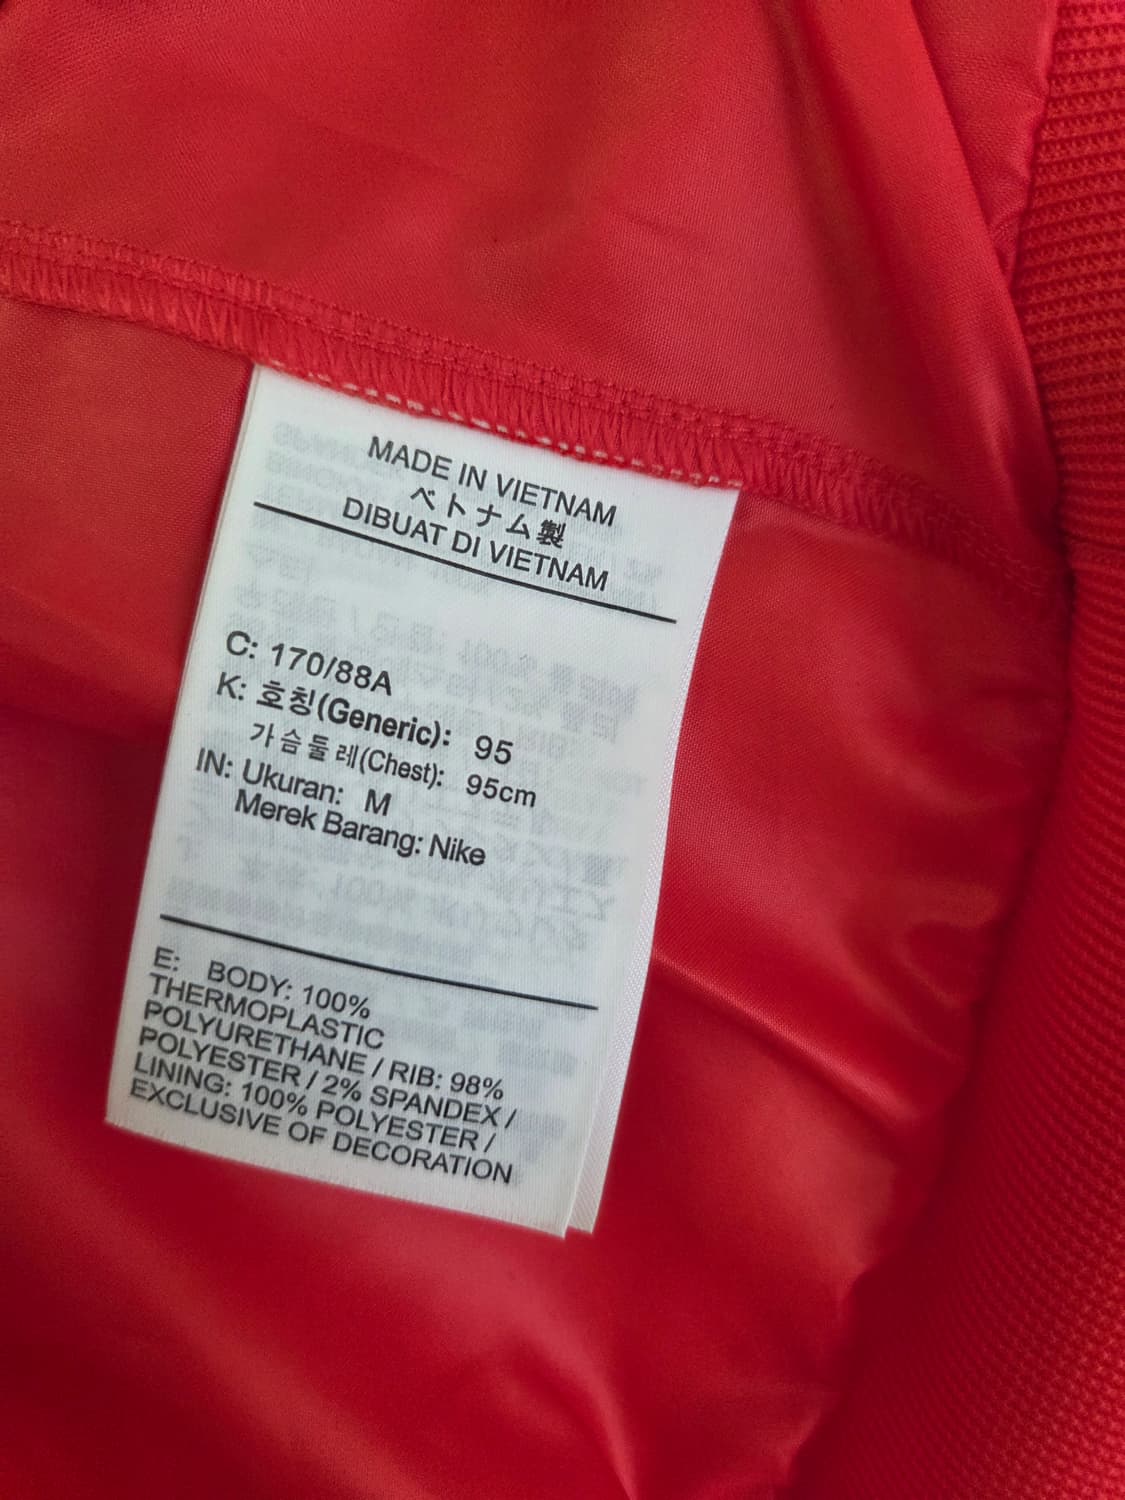 MADE IN VIETNAM
ベトナム製
DIBUAT DI VIETNAM
C: 170/88A
K: 호칭(Generic): 95
가슴둘레(Chest): 95cm
IN: Ukuran: M
Merek Barang: Nike
E: BODY: 100%
THERMOPLASTIC
POLYURETHANE / RIB: 98%
POLYESTER / 2% SPANDEX /
LINING: 100% POLYESTER /
EXCLUSIVE OF DECORATION